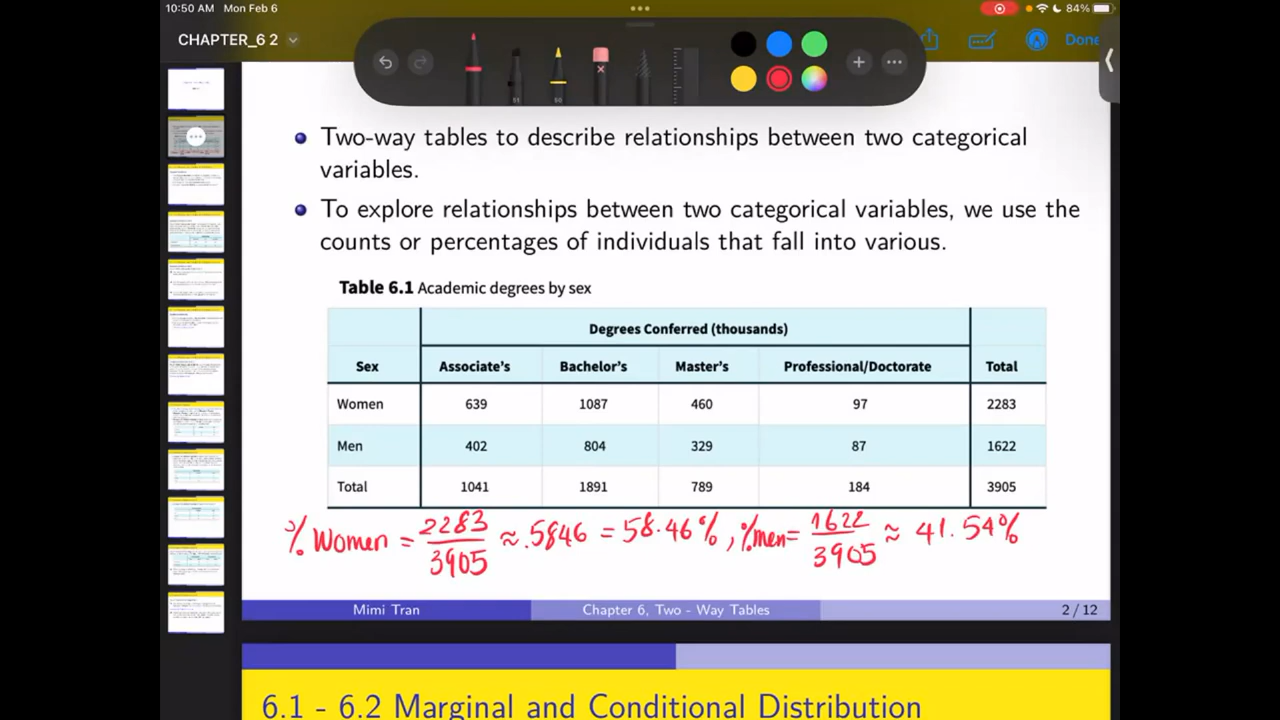 10:50 AM Mon Feb 6
84%
CHAPTER_6 2
Done
51
50
Two-way tables to describe relationships between two categorical
variables.
To explore relationships between two categorical variables, we use the
counts or percentages of individuals that fall into various.
Table 6.1 Academic degrees by sex
Degrees Conferred (thousands)
Sex Associate's Bachelor's Master's Professional/Doctorate Total
Women 639 1087 460 97 2283
Men 402 804 329 87 1622
Total 1041 1891 789 184 3905
% Women = 2283/3905 ≈ .5846 = 58.46%, % men = 1622/3905 ≈ 41.54%
Mimi Tran Chapter 6, Two - Way Tables 2 / 12
6.1 - 6.2 Marginal and Conditional Distribution